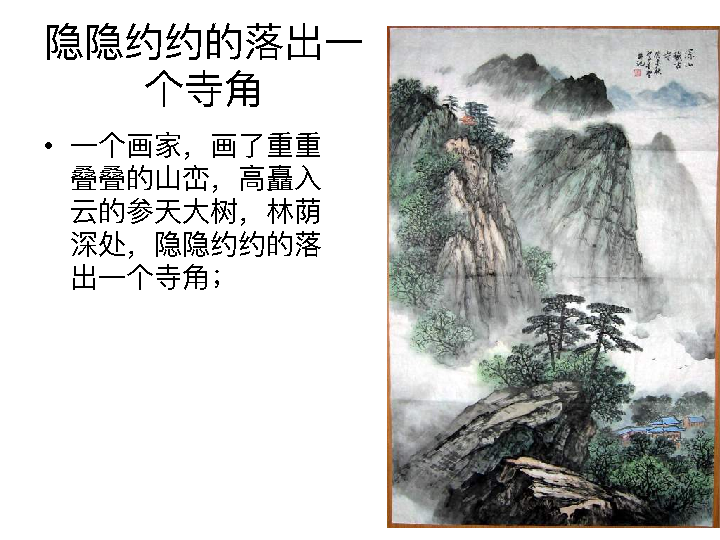 隐隐约约的落出一
个寺角
• 一个画家，画了重重
叠叠的山峦，高矗入
云的参天大树，林荫
深处，隐隐约约的落
出一个寺角；